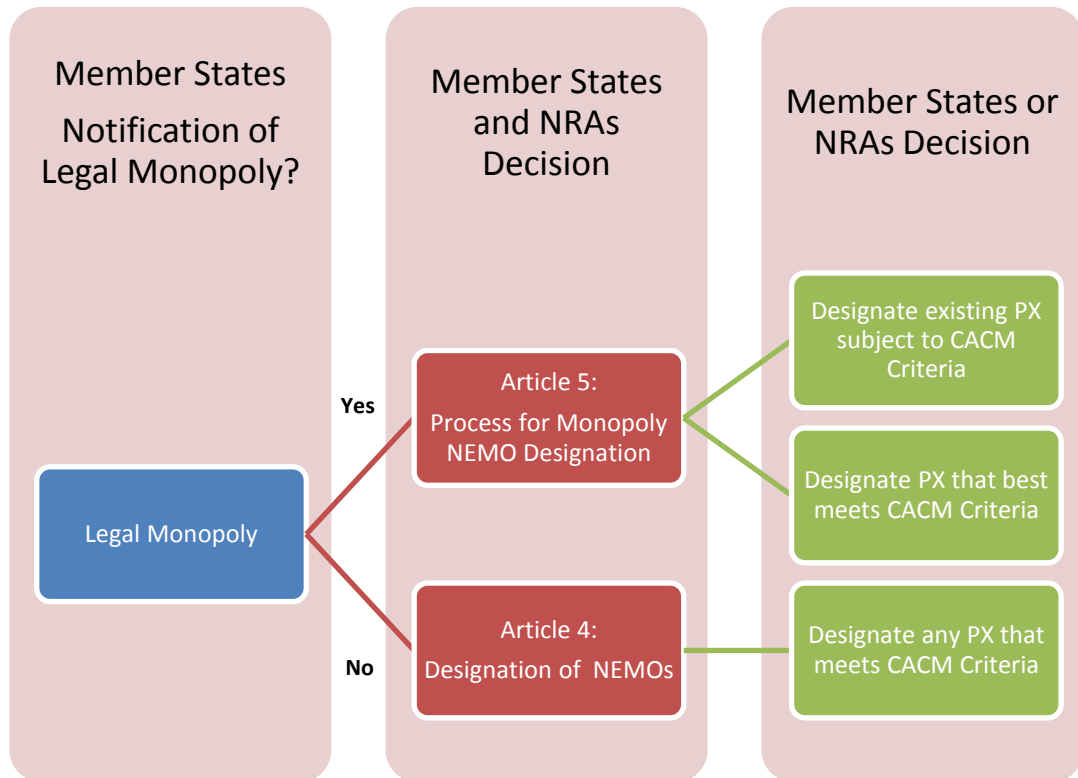 Member States
Notification of
Legal Monopoly?
Legal Monopoly
Yes
No
Member States
and NRAs
Decision
Article 5:
Process for Monopoly
NEMO Designation
Article 4:
Designation of  NEMOs
Member States or
NRAs Decision
Designate existing PX
subject to CACM
Criteria
Designate PX that best
meets CACM Criteria
Designate any PX that
meets CACM Criteria